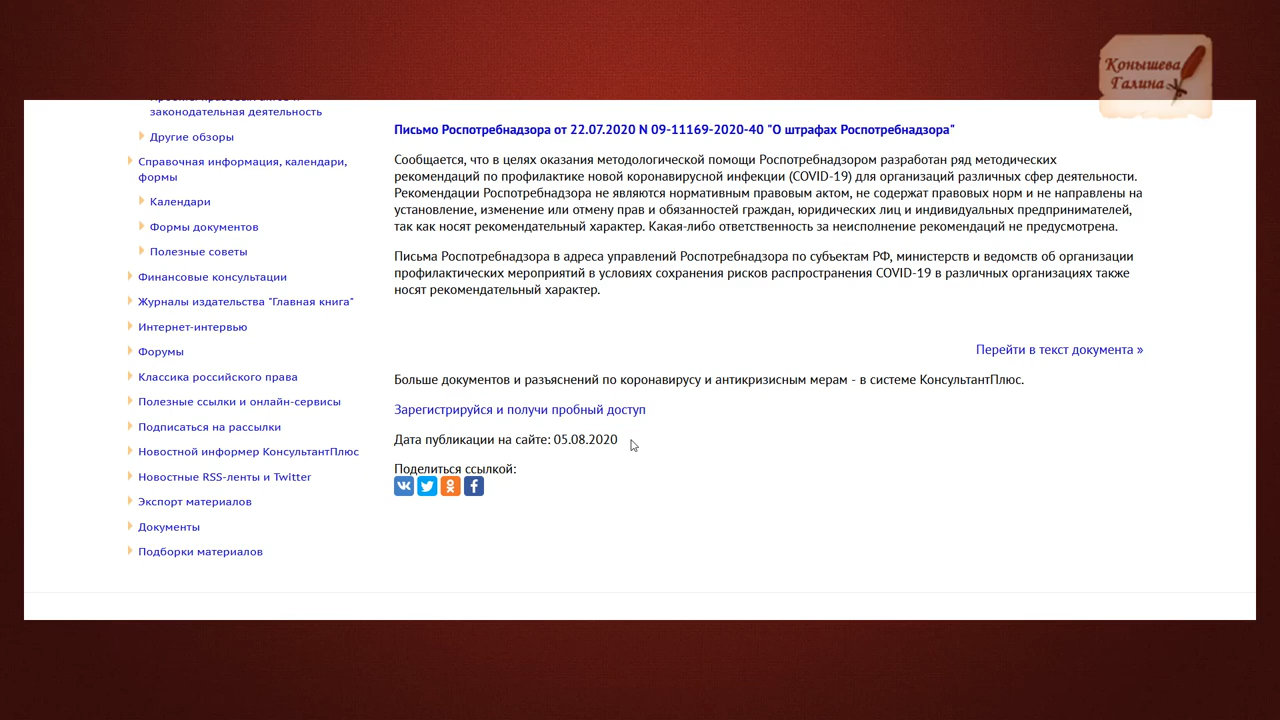 Конышева
Галина
законодательная деятельность
Другие обзоры
Справочная информация, календари,
формы
Календари
Формы документов
Полезные советы
Финансовые консультации
Журналы издательства "Главная книга"
Интернет-интервью
Форумы
Классика российского права
Полезные ссылки и онлайн-сервисы
Подписаться на рассылки
Новостной информер КонсультантПлюс
Новостные RSS-ленты и Twitter
Экспорт материалов
Документы
Подборки материалов
Письмо Роспотребнадзора от 22.07.2020 N 09-11169-2020-40 "О штрафах Роспотребнадзора"
Сообщается, что в целях оказания методологической помощи Роспотребнадзором разработан ряд методических
рекомендаций по профилактике новой коронавирусной инфекции (COVID-19) для организаций различных сфер деятельности.
Рекомендации Роспотребнадзора не являются нормативным правовым актом, не содержат правовых норм и не направлены на
установление, изменение или отмену прав и обязанностей граждан, юридических лиц и индивидуальных предпринимателей,
так как носят рекомендательный характер. Какая-либо ответственность за неисполнение рекомендаций не предусмотрена.
Письма Роспотребнадзора в адреса управлений Роспотребнадзора по субъектам РФ, министерств и ведомств об организации
профилактических мероприятий в условиях сохранения рисков распространения COVID-19 в различных организациях также
носят рекомендательный характер.
Перейти в текст документа »
Больше документов и разъяснений по коронавирусу и антикризисным мерам - в системе КонсультантПлюс.
Зарегистрируйся и получи пробный доступ
Дата публикации на сайте: 05.08.2020
Поделиться ссылкой: